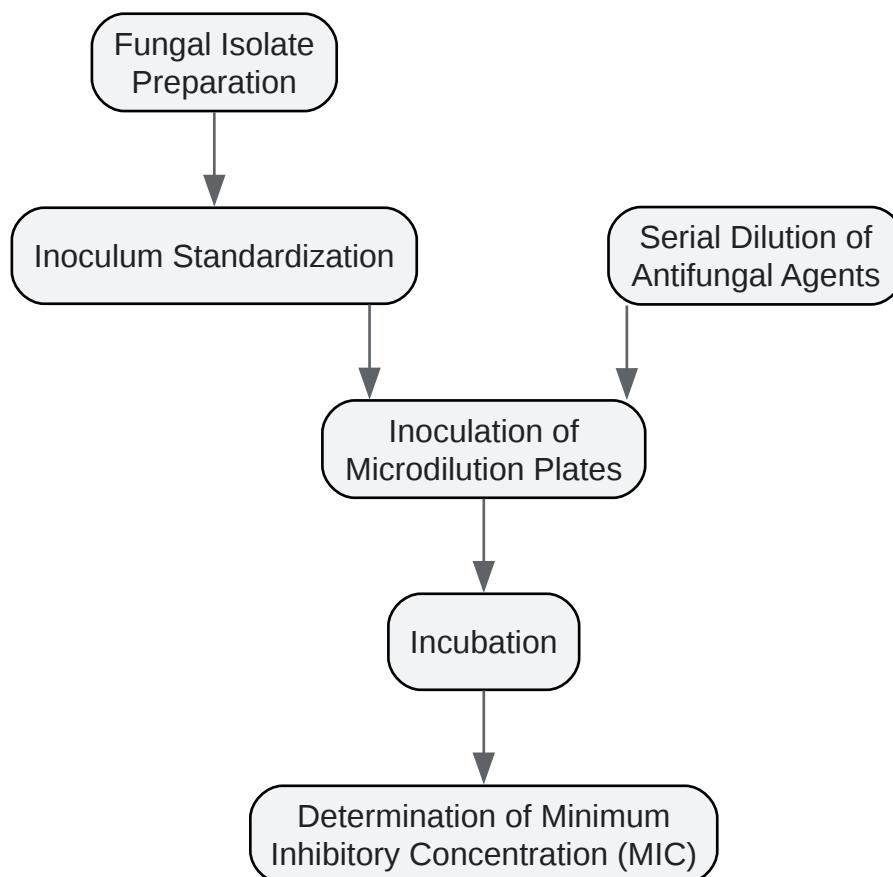 Fungal Isolate
Preparation
Inoculum Standardization
Serial Dilution of
Antifungal Agents
Inoculation of
Microdilution Plates
Incubation
Determination of Minimum
Inhibitory Concentration (MIC)